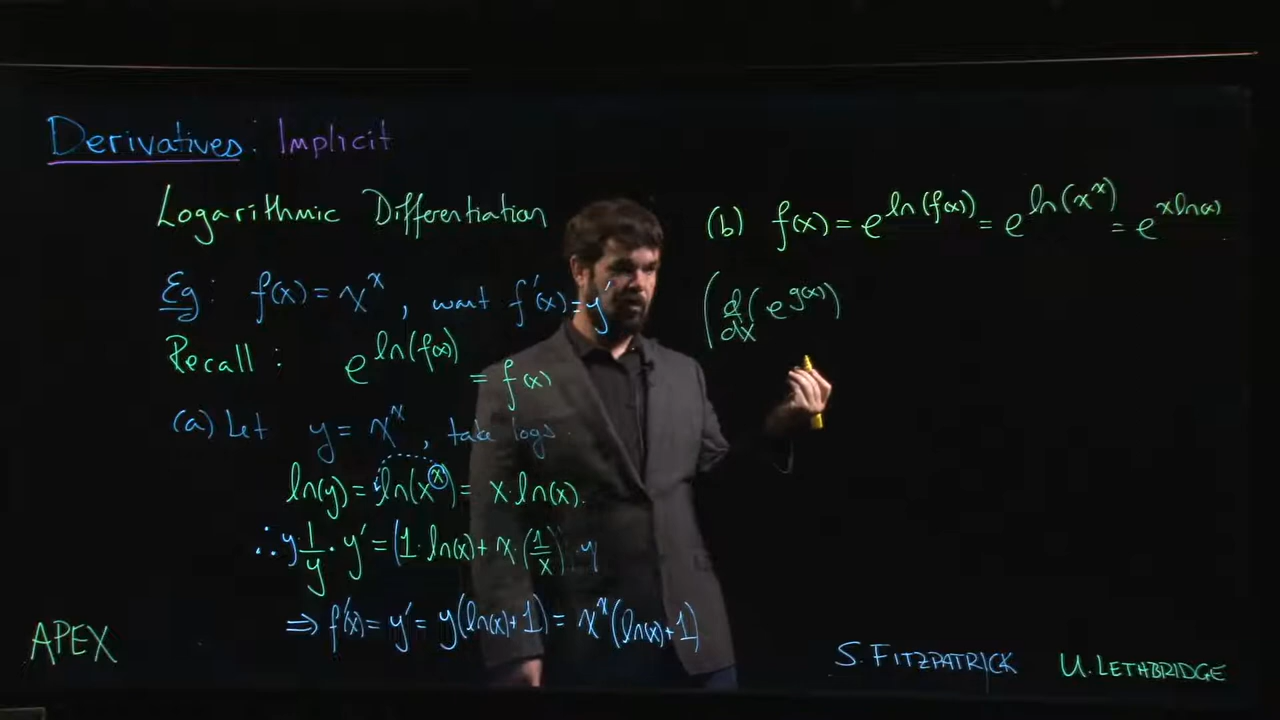 Derivatives: Implicit
Logarithmic Differentiation
Eg: f(x) = x^x, want f'(x) = y'
Recall: e^ln(f(x)) = f(x)
(a) Let y = x^x, take logs.
ln(y) = ln(x^x) = x·ln(x).
∴ y·1/y·y' = (1·ln(x) + x·(1/x))·y
⇒ f'(x) = y' = y(ln(x)+1) = x^x(ln(x)+1)
(b) f(x) = e^ln(f(x)) = e^ln(x^x) = e^xln(x)
(d/dx(e^g(x))
APEX
S. FITZPATRICK U. LETHBRIDGE